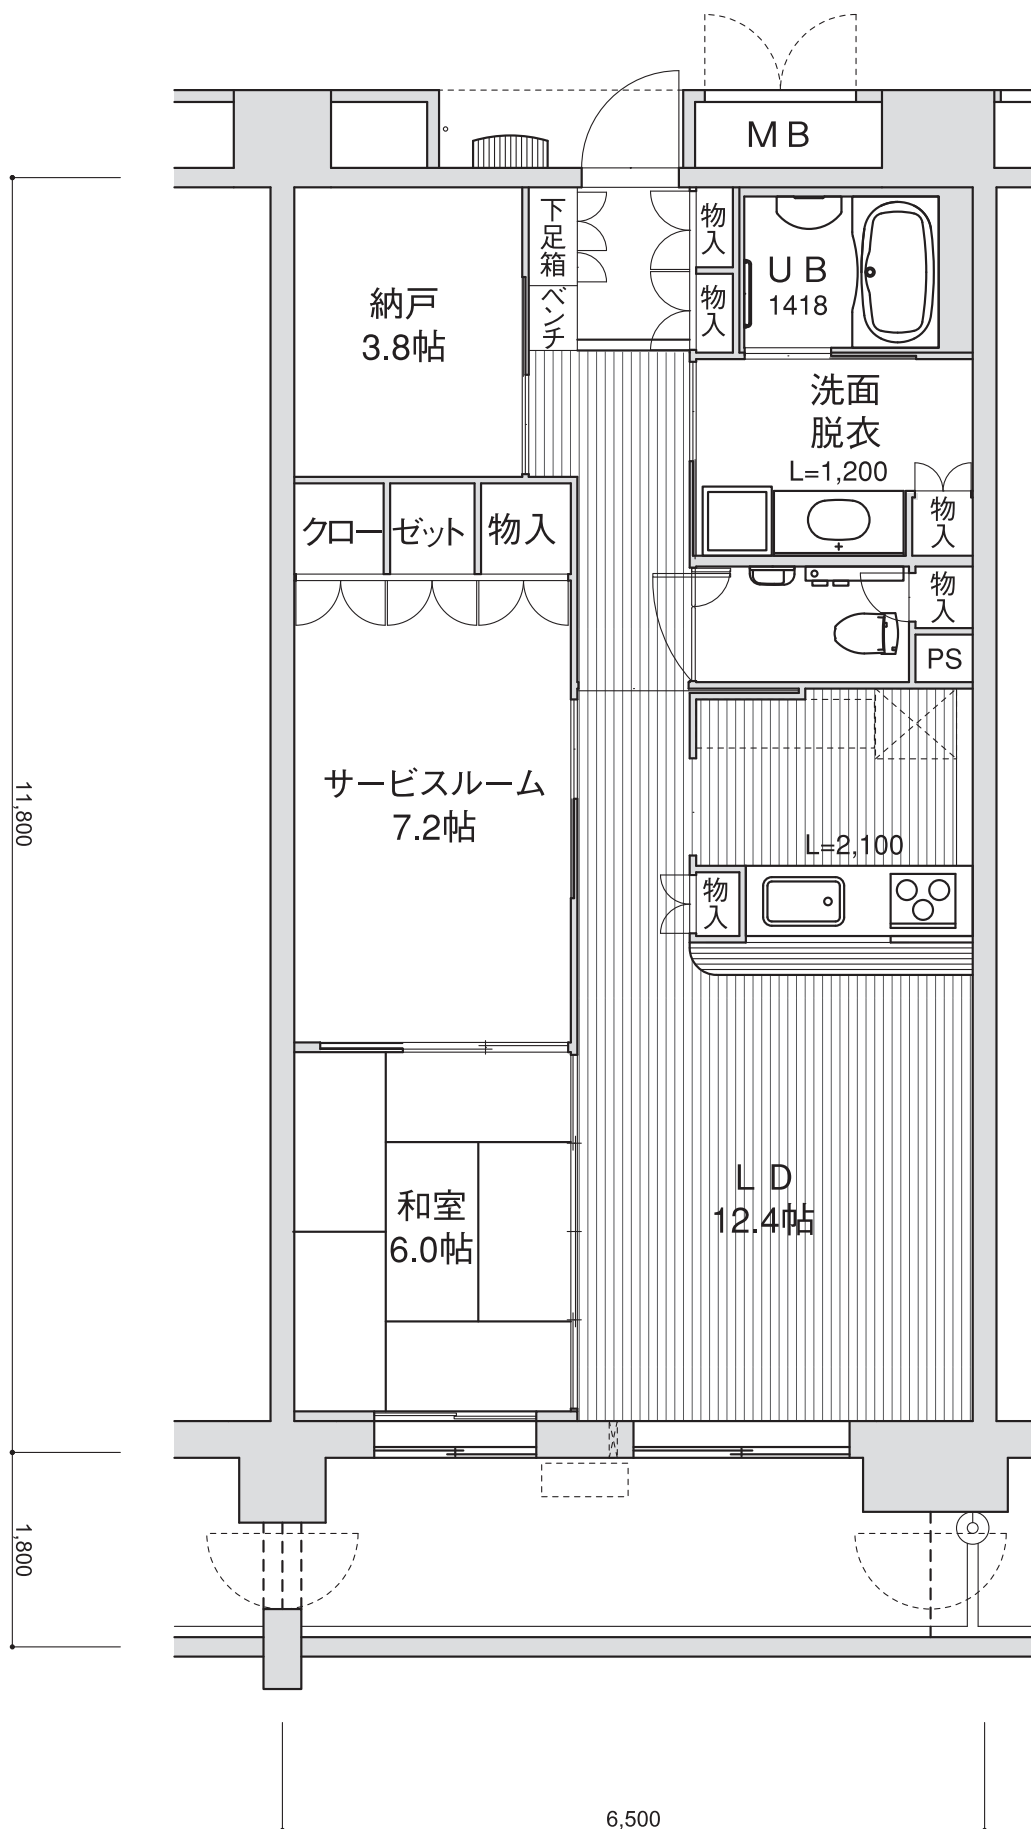 MB
下足箱
ベンチ
物入
物入
UB
1418
納戸
3.8帖
洗面
脱衣
L=1,200
物入
クローゼット
物入
物入
PS
サービスルーム
7.2帖
L=2,100
物入
11,800
LD
12.4帖
和室
6.0帖
1,800
6,500